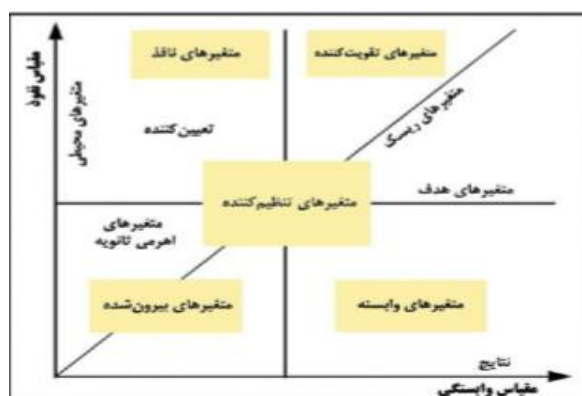 متغیرهای نافذ
متغیرهای تقویت‌کننده
مقیاس نفوذ
متغیرهای محیطی
تعیین‌کننده
متغیرهای ریسک
متغیرهای تنظیم‌کننده
متغیرهای هدف
متغیرهای
اهرمی ثانویه
متغیرهای بیرون‌شده
متغیرهای وابسته
نتایج
مقیاس وابستگی